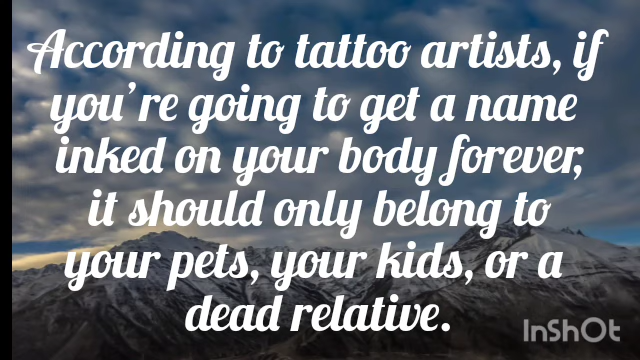 According to tattoo artists, if
you're going to get a name
inked on your body forever,
it should only belong to
your pets, your kids, or a
dead relative.
InShOt